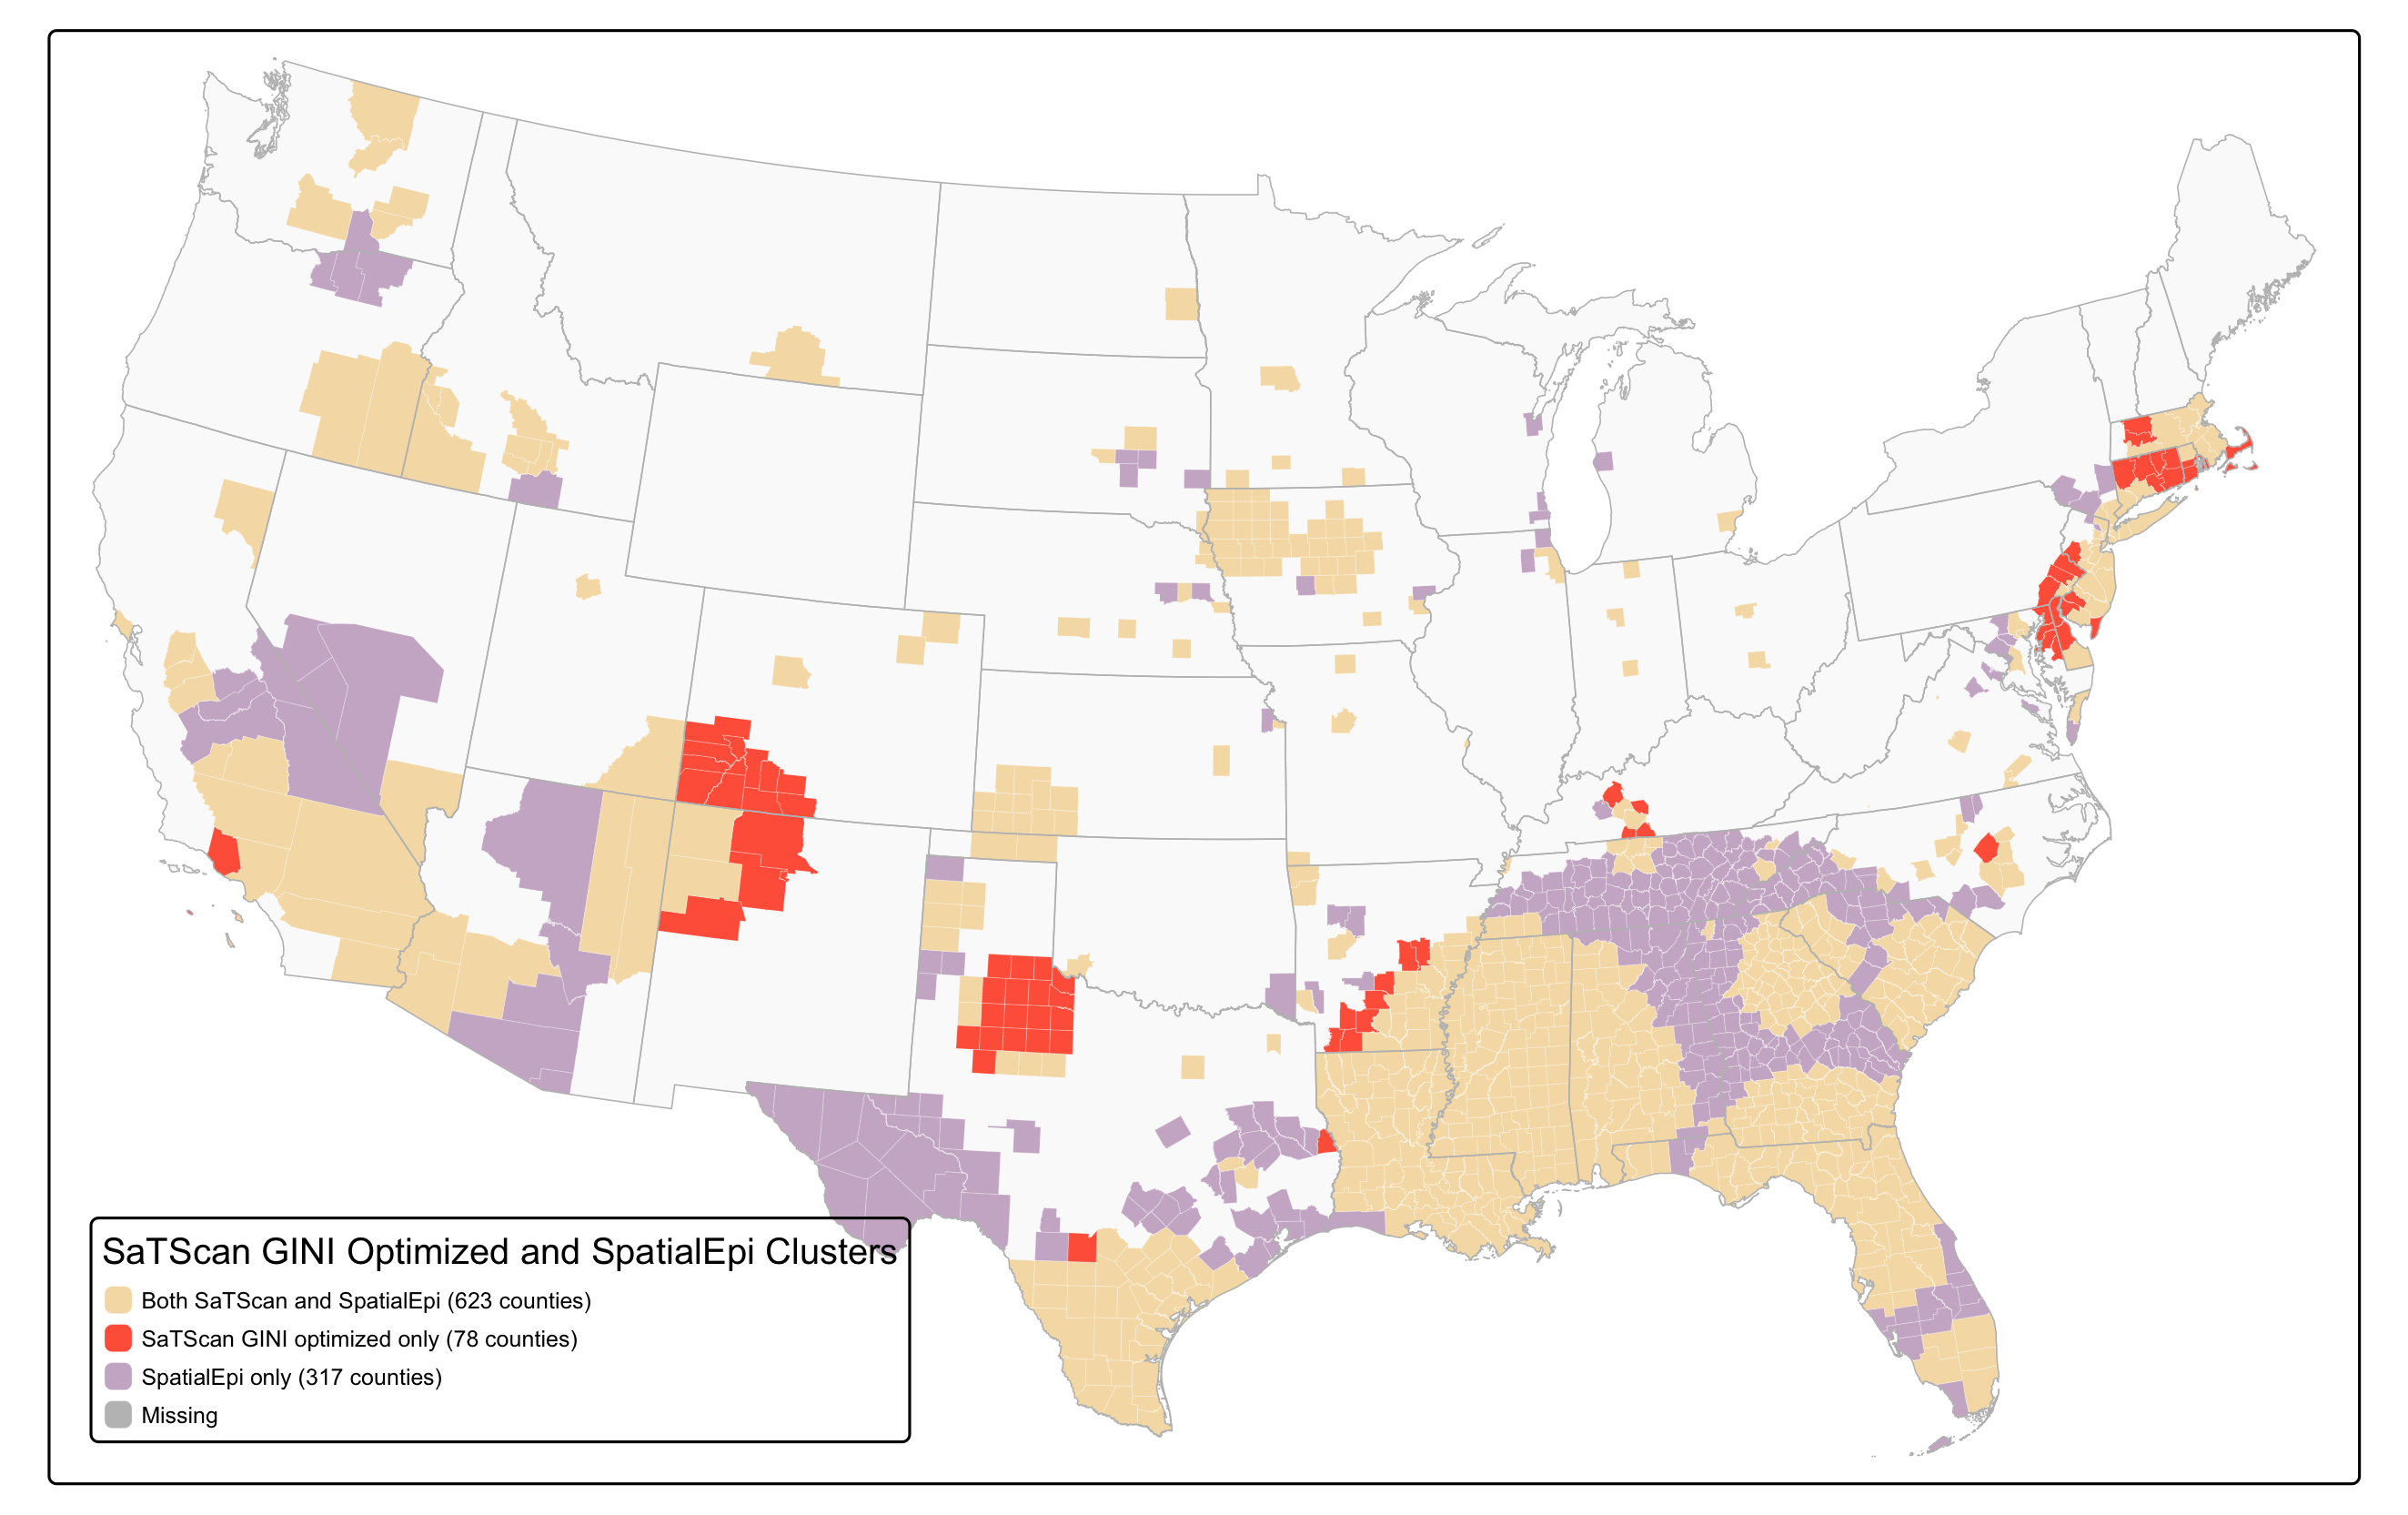 SaTScan GINI Optimized and SpatialEpi Clusters
Both SaTScan and SpatialEpi (623 counties)
SaTScan GINI optimized only (78 counties)
SpatialEpi only (317 counties)
Missing